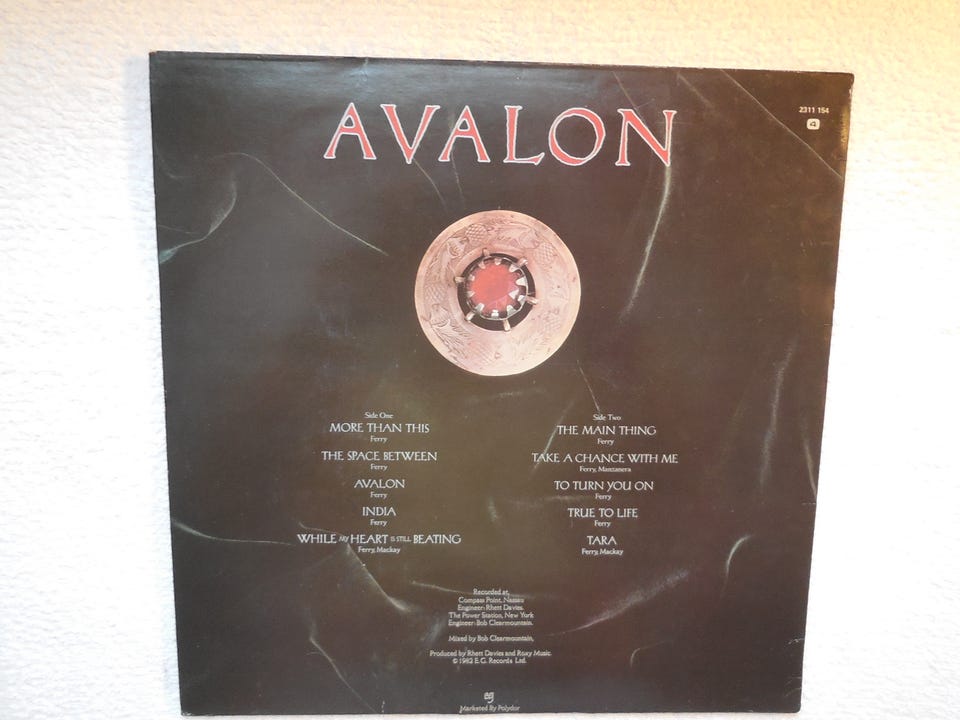 AVALON
2311 154
4
Side One
MORE THAN THIS
Ferry
THE SPACE BETWEEN
Ferry
AVALON
Ferry
INDIA
Ferry
WHILE MY HEART IS STILL BEATING
Ferry, Mackay
Side Two
THE MAIN THING
Ferry
TAKE A CHANCE WITH ME
Ferry, Manzanera
TO TURN YOU ON
Ferry
TRUE TO LIFE
Ferry
TARA
Ferry, Mackay
Recorded at,
Compass Point, Nassau
Engineer: Rhett Davies.
The Power Station, New York
Engineer: Bob Clearmountain.
Mixed by Bob Clearmountain,
Produced by Rhett Davies and Roxy Music.
© 1982 E.G. Records Ltd.
eg
Marketed By Polydor